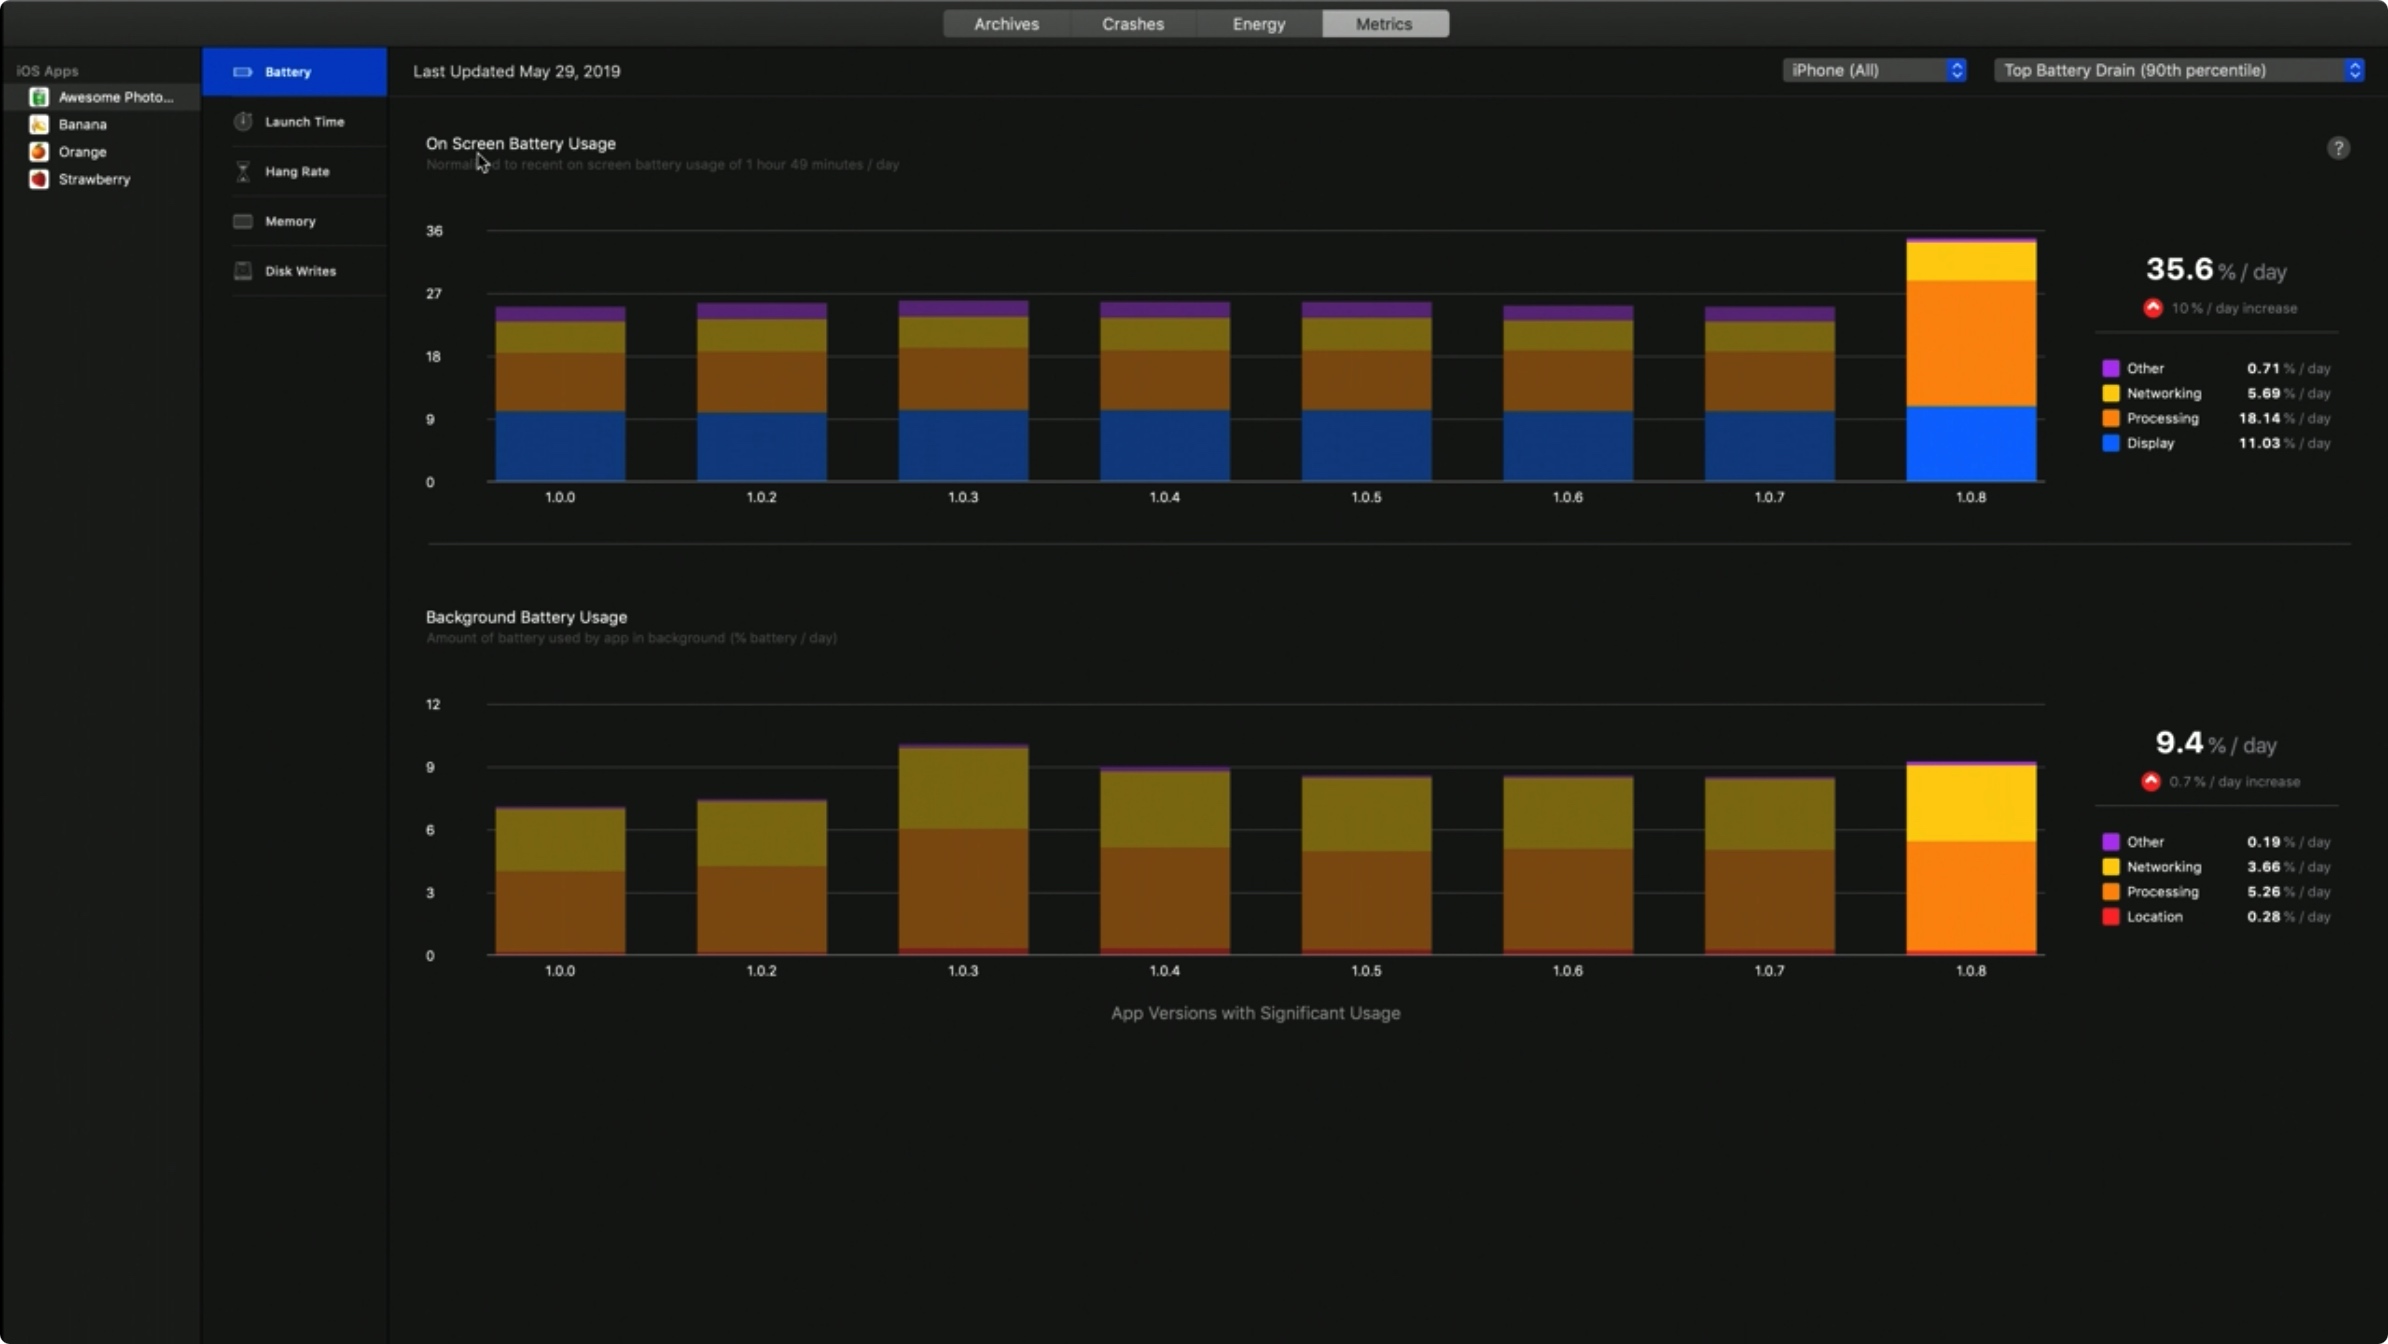 Archives Crashes Energy Metrics
iOS Apps
Awesome Photo...
Banana
Orange
Strawberry
Battery
Launch Time
Hang Rate
Memory
Disk Writes
Last Updated May 29, 2019
iPhone (All)
Top Battery Drain (90th percentile)
On Screen Battery Usage
Normalized to recent on screen battery usage of 1 hour 49 minutes / day
?
36
27
18
9
0
1.0.0 1.0.2 1.0.3 1.0.4 1.0.5 1.0.6 1.0.7 1.0.8
35.6 % / day
10 % / day increase
Other 0.71 % / day
Networking 5.69 % / day
Processing 18.14 % / day
Display 11.03 % / day
Background Battery Usage
Amount of battery used by app in background (% battery / day)
12
9
6
3
0
1.0.0 1.0.2 1.0.3 1.0.4 1.0.5 1.0.6 1.0.7 1.0.8
9.4 % / day
0.7 % / day increase
Other 0.19 % / day
Networking 3.66 % / day
Processing 5.26 % / day
Location 0.28 % / day
App Versions with Significant Usage